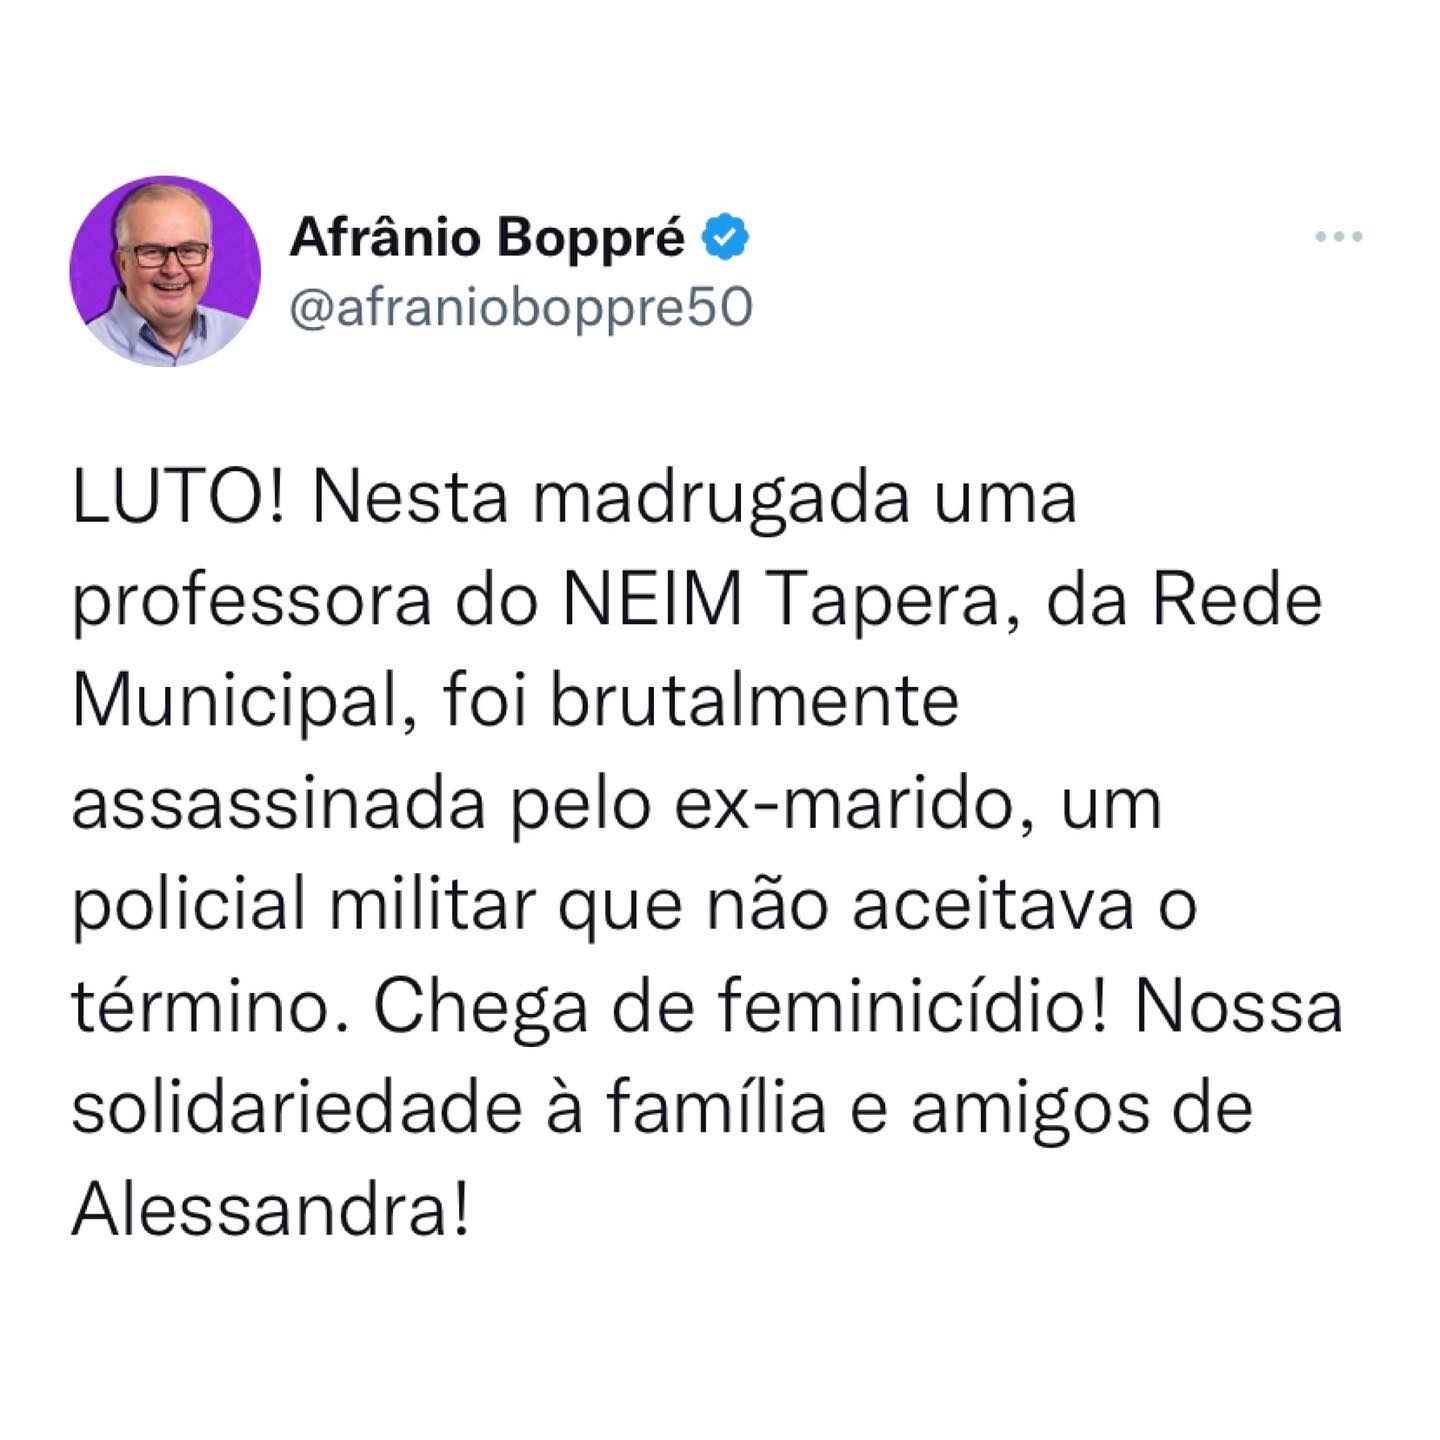 Afrânio Boppré
@afranioboppre50
LUTO! Nesta madrugada uma
professora do NEIM Tapera, da Rede
Municipal, foi brutalmente
assassinada pelo ex-marido, um
policial militar que não aceitava o
término. Chega de feminicídio! Nossa
solidariedade à família e amigos de
Alessandra!